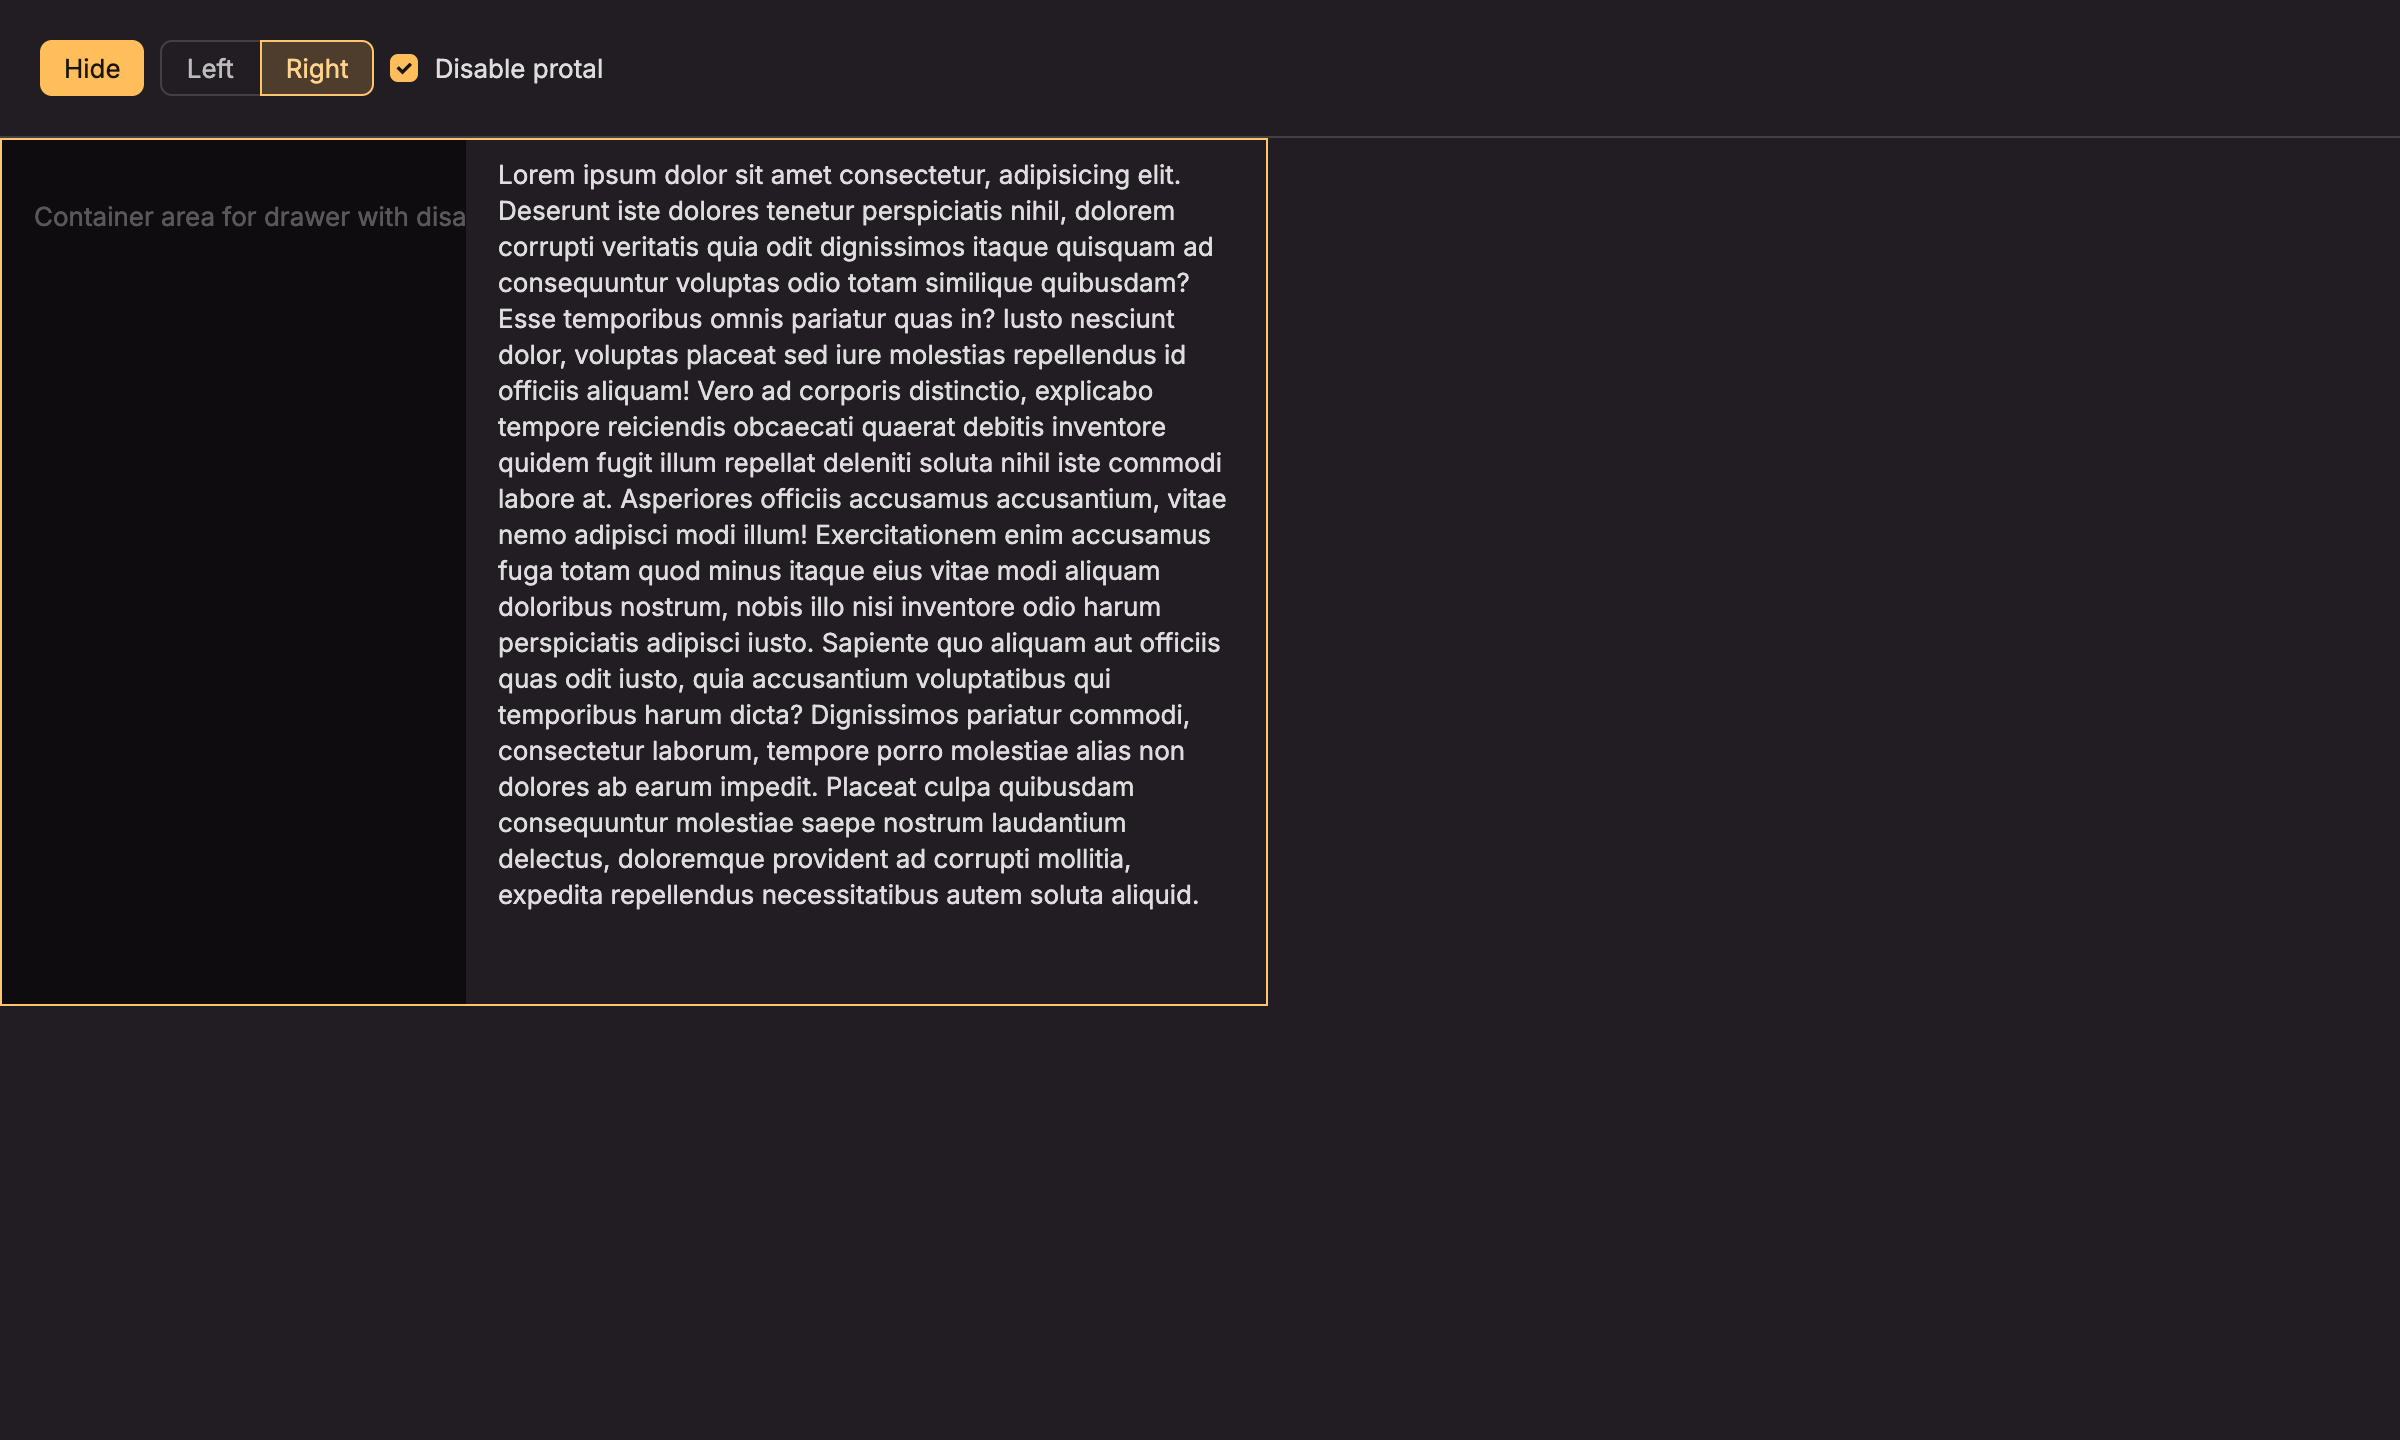 Hide
Left
Right
Disable protal
Container area for drawer with disa
Lorem ipsum dolor sit amet consectetur, adipisicing elit.
Deserunt iste dolores tenetur perspiciatis nihil, dolorem
corrupti veritatis quia odit dignissimos itaque quisquam ad
consequuntur voluptas odio totam similique quibusdam?
Esse temporibus omnis pariatur quas in? Iusto nesciunt
dolor, voluptas placeat sed iure molestias repellendus id
officiis aliquam! Vero ad corporis distinctio, explicabo
tempore reiciendis obcaecati quaerat debitis inventore
quidem fugit illum repellat deleniti soluta nihil iste commodi
labore at. Asperiores officiis accusamus accusantium, vitae
nemo adipisci modi illum! Exercitationem enim accusamus
fuga totam quod minus itaque eius vitae modi aliquam
doloribus nostrum, nobis illo nisi inventore odio harum
perspiciatis adipisci iusto. Sapiente quo aliquam aut officiis
quas odit iusto, quia accusantium voluptatibus qui
temporibus harum dicta? Dignissimos pariatur commodi,
consectetur laborum, tempore porro molestiae alias non
dolores ab earum impedit. Placeat culpa quibusdam
consequuntur molestiae saepe nostrum laudantium
delectus, doloremque provident ad corrupti mollitia,
expedita repellendus necessitatibus autem soluta aliquid.